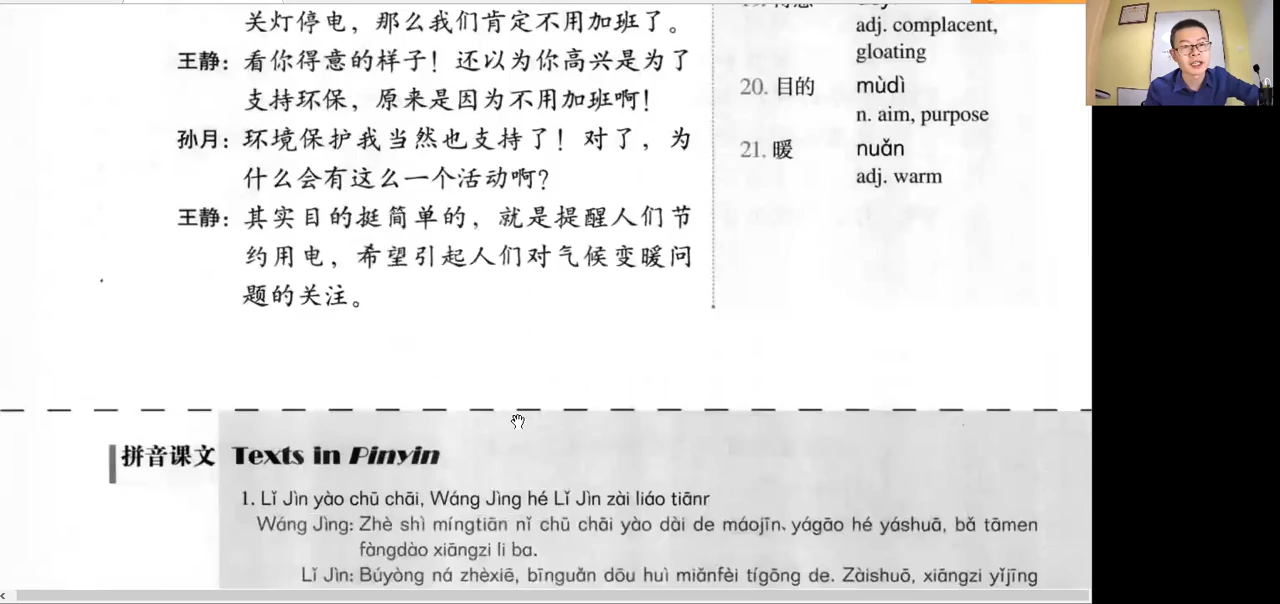 关灯停电，那么我们肯定不用加班了。
王静：看你得意的样子！还以为你高兴是为了
支持环保，原来是因为不用加班啊！
孙月：环境保护我当然也支持了！对了，为
什么会有这么一个活动啊？
王静：其实目的挺简单的，就是提醒人们节
约用电，希望引起人们对气候变暖问
题的关注。
adj. complacent,
gloating
20. 目的 mùdì
n. aim, purpose
21. 暖 nuǎn
adj. warm
拼音课文 Texts in Pinyin
1. Lǐ Jìn yào chū chāi, Wáng Jìng hé Lǐ Jìn zài liáo tiānr
Wáng Jìng: Zhè shì míngtiān nǐ chū chāi yào dài de máojīn、yágāo hé yáshuā, bǎ tāmen
fàngdào xiāngzi li ba.
Lǐ Jìn: Búyòng ná zhèxiē, bīnguǎn dōu huì miǎnfèi tígōng de. Zàishuō, xiāngzi yǐjīng